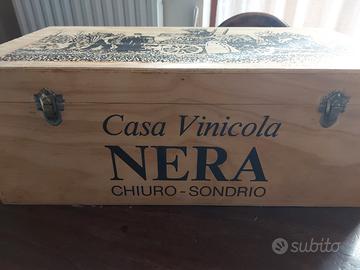 Casa Vinicola
NERA
CHIURO - SONDRIO
subito